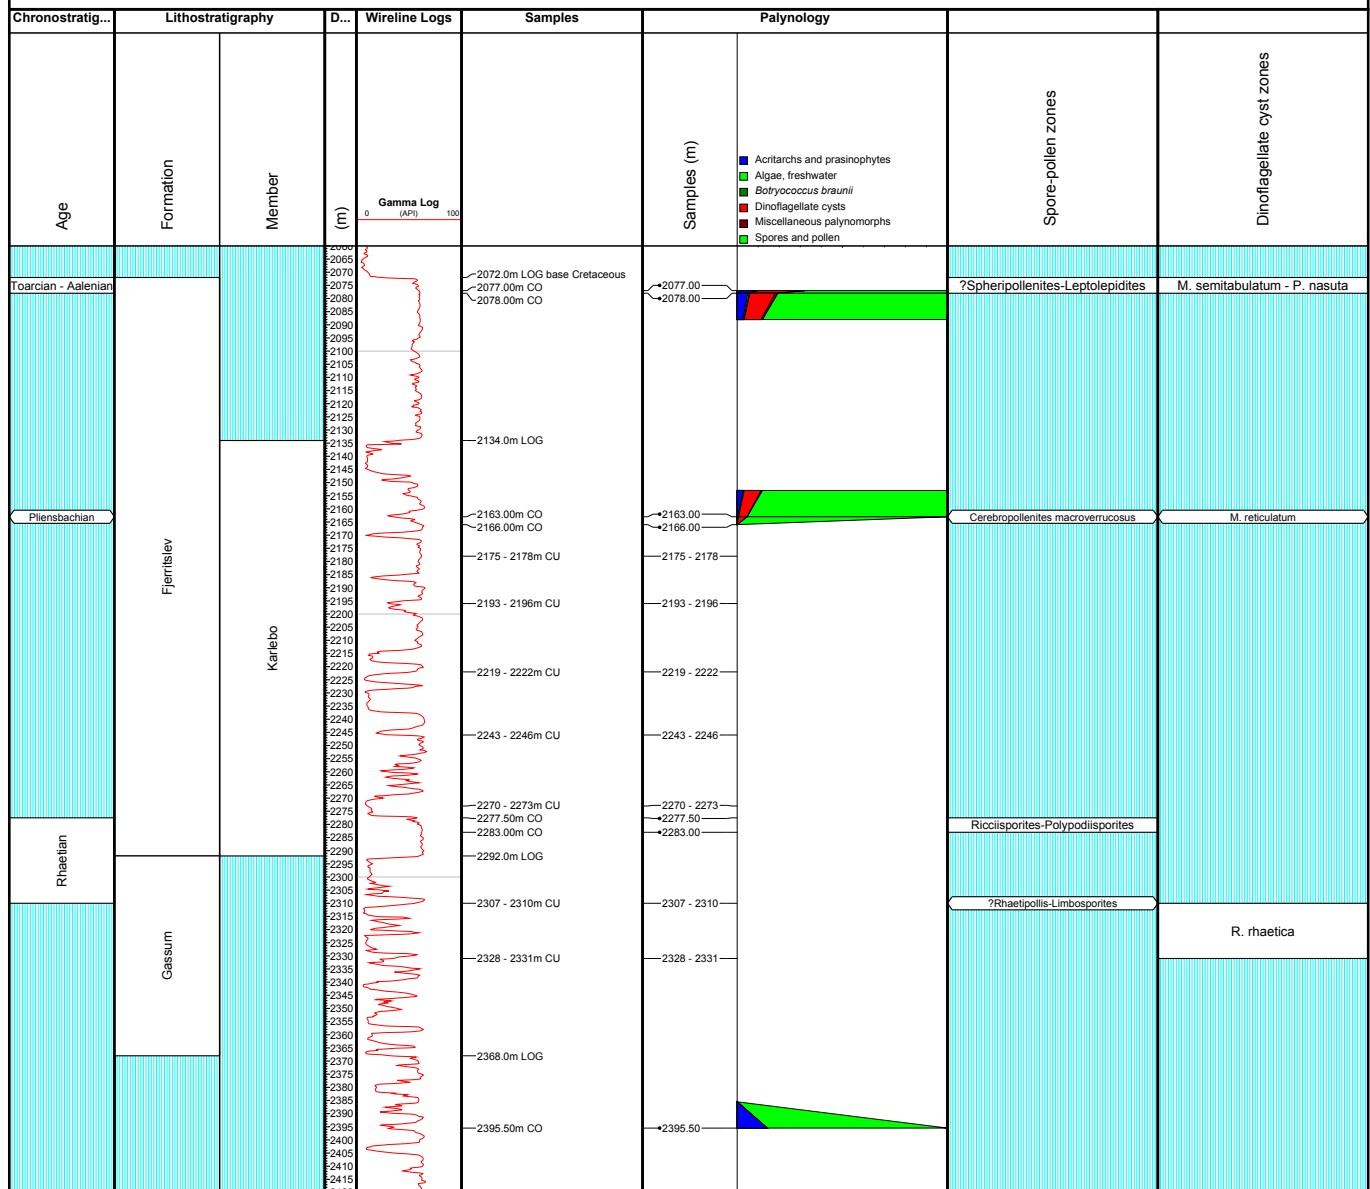 Chronostratig...
Lithostratigraphy
D...
Wireline Logs
Samples
Palynology
Age
Formation
Member
(m)
Gamma Log
0 (API) 100
Samples (m)
Acritarchs and prasinophytes
Algae, freshwater
Botryococcus braunii
Dinoflagellate cysts
Miscellaneous palynomorphs
Spores and pollen
Spore-pollen zones
Dinoflagellate cyst zones
Toarcian - Aalenian
Pliensbachian
Rhaetian
Fjerritslev
Gassum
Karlebo
2060
2065
2070
2075
2080
2085
2090
2095
2100
2105
2110
2115
2120
2125
2130
2135
2140
2145
2150
2155
2160
2165
2170
2175
2180
2185
2190
2195
2200
2205
2210
2215
2220
2225
2230
2235
2240
2245
2250
2255
2260
2265
2270
2275
2280
2285
2290
2295
2300
2305
2310
2315
2320
2325
2330
2335
2340
2345
2350
2355
2360
2365
2370
2375
2380
2385
2390
2395
2400
2405
2410
2415
2072.0m LOG base Cretaceous
2077.00m CO
2078.00m CO
2134.0m LOG
2163.00m CO
2166.00m CO
2175 - 2178m CU
2193 - 2196m CU
2219 - 2222m CU
2243 - 2246m CU
2270 - 2273m CU
2277.50m CO
2283.00m CO
2292.0m LOG
2307 - 2310m CU
2328 - 2331m CU
2368.0m LOG
2395.50m CO
2077.00
2078.00
2163.00
2166.00
2175 - 2178
2193 - 2196
2219 - 2222
2243 - 2246
2270 - 2273
2277.50
2283.00
2307 - 2310
2328 - 2331
2395.50
?Spheripollenites-Leptolepidites
Cerebropollenites macroverrucosus
Ricciisporites-Polypodiisporites
?Rhaetipollis-Limbosporites
M. semitabulatum - P. nasuta
M. reticulatum
R. rhaetica